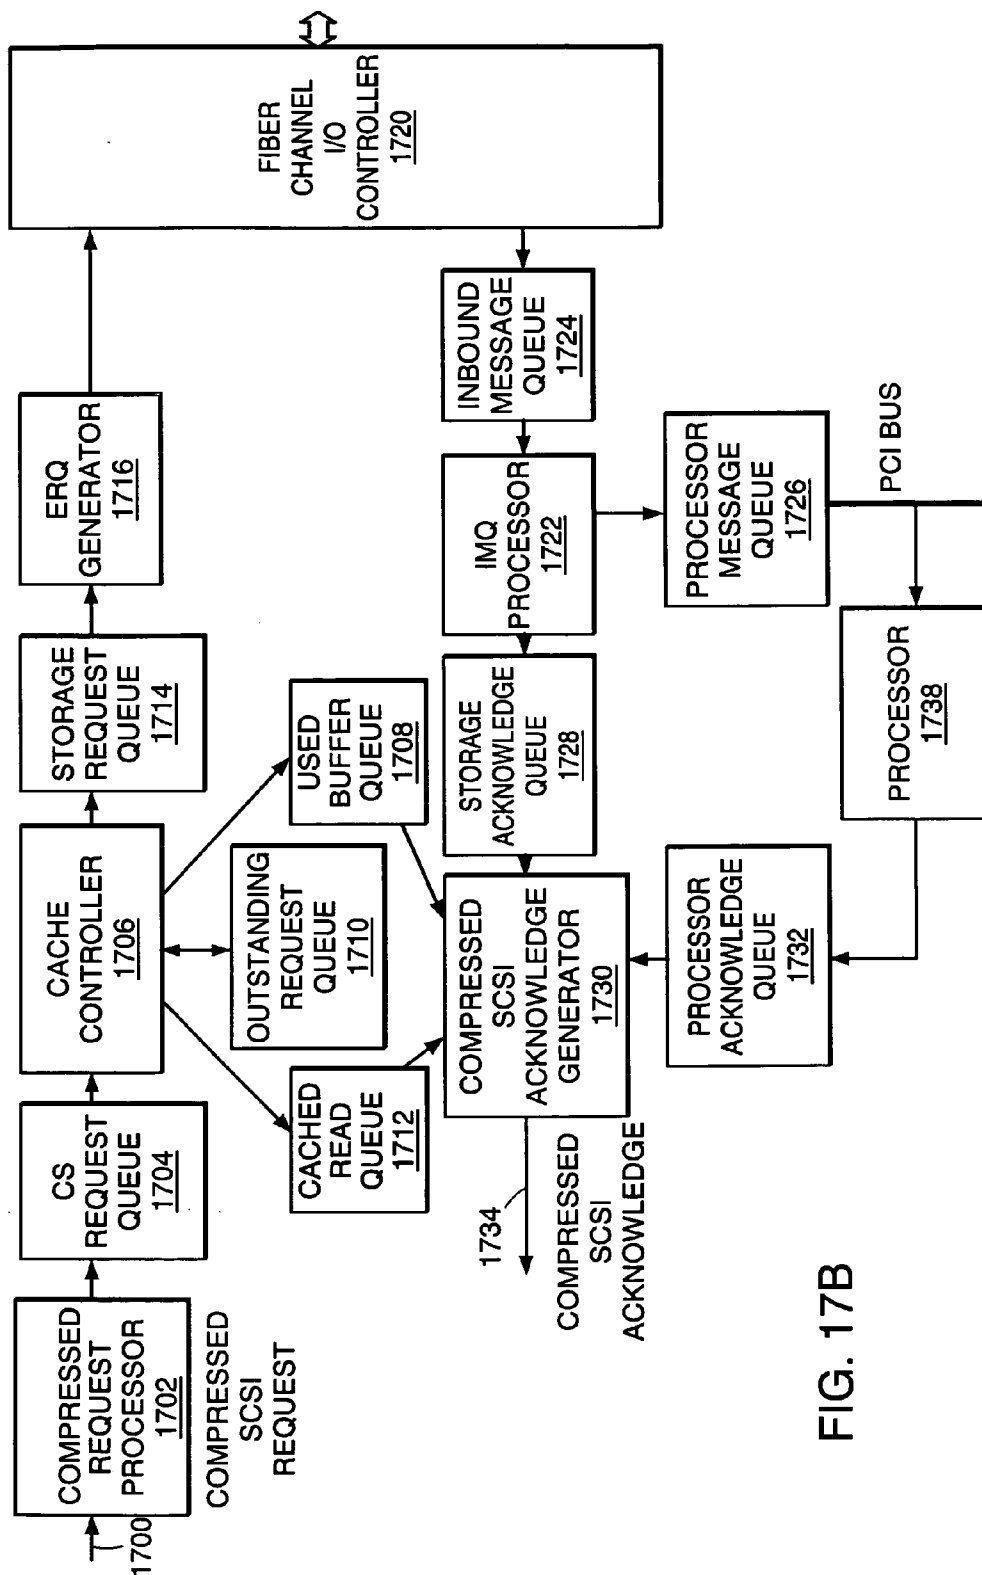 1700
COMPRESSED
REQUEST
PROCESSOR
1702
COMPRESSED
SCSI
REQUEST
CS
REQUEST
QUEUE
1704
CACHE
CONTROLLER
1706
STORAGE
REQUEST
QUEUE
1714
ERQ
GENERATOR
1716
FIBER
CHANNEL
I/O
CONTROLLER
1720
CACHED
READ
QUEUE
1712
OUTSTANDING
REQUEST
QUEUE
1710
USED
BUFFER
QUEUE
1708
1734
COMPRESSED
SCSI
ACKNOWLEDGE
COMPRESSED
SCSI
ACKNOWLEDGE
GENERATOR
1730
STORAGE
ACKNOWLEDGE
QUEUE
1728
IMQ
PROCESSOR
1722
INBOUND
MESSAGE
QUEUE
1724
PROCESSOR
ACKNOWLEDGE
QUEUE
1732
PROCESSOR
MESSAGE
QUEUE
1726
PCI BUS
PROCESSOR
1738
FIG. 17B